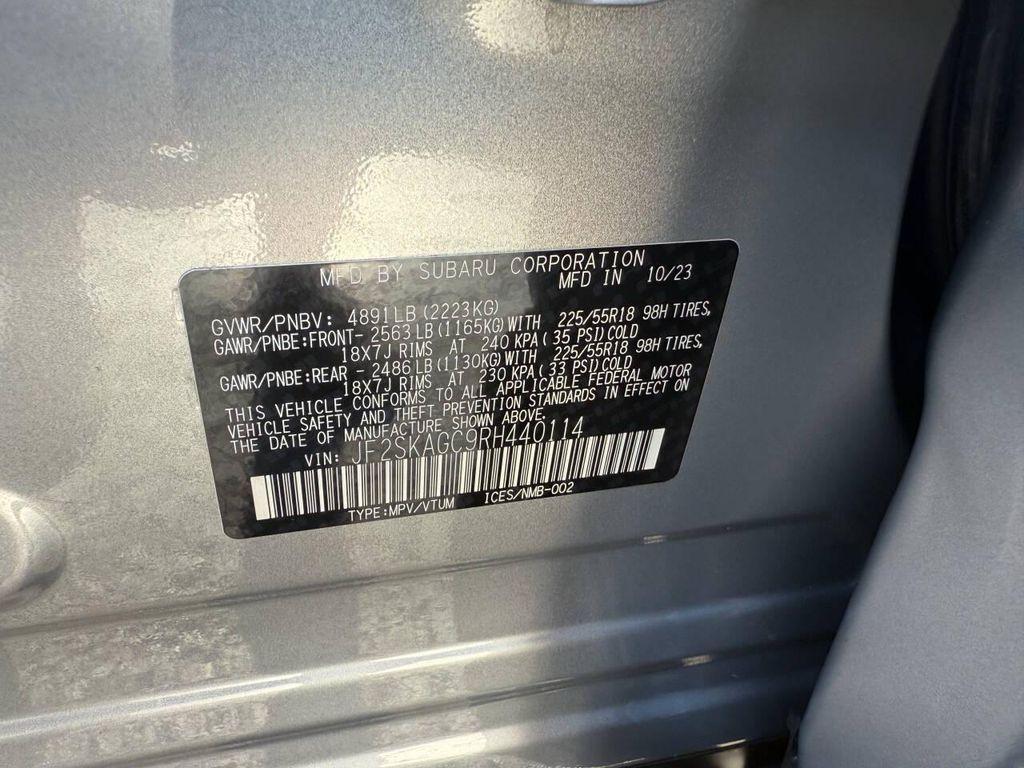 MFD BY SUBARU CORPORATION
MFD IN 10/23
GVWR/PNBV: 4891LB (2223KG)
GAWR/PNBE:FRONT- 2563LB (1165KG)WITH 225/55R18 98H TIRES,
18X7J RIMS AT 240 KPA(35 PSI)COLD
GAWR/PNBE:REAR - 2486LB (1130KG)WITH 225/55R18 98H TIRES,
18X7J RIMS AT 230 KPA(33 PSI)COLD
THIS VEHICLE CONFORMS TO ALL APPLICABLE FEDERAL MOTOR
VEHICLE SAFETY AND THEFT PREVENTION STANDARDS IN EFFECT ON
THE DATE OF MANUFACTURE SHOWN ABOVE.
VIN: JF2SKAGC9RH440114
TYPE:MPV/VTUM ICES/NMB-002